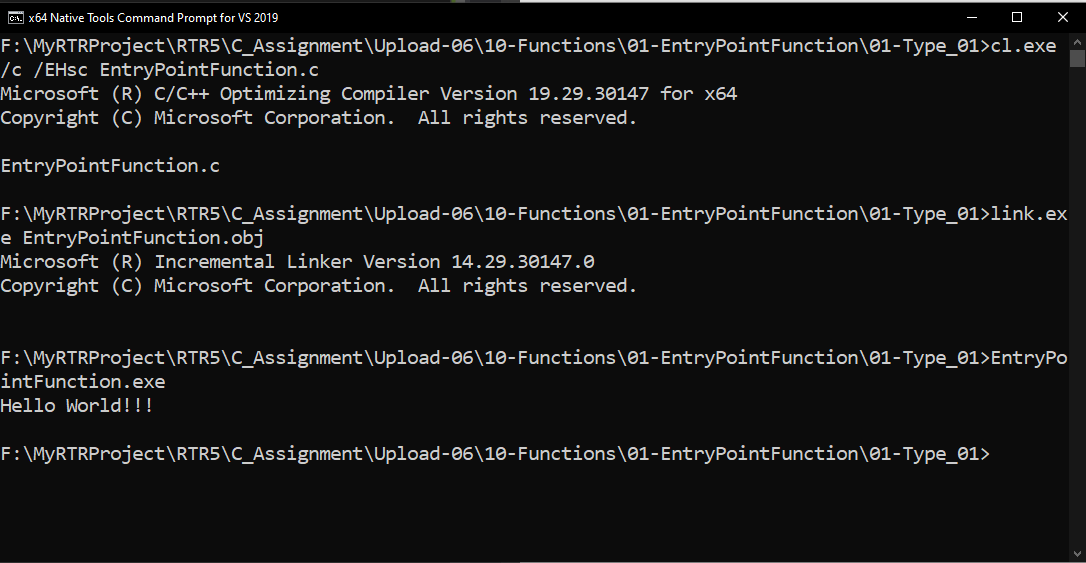 x64 Native Tools Command Prompt for VS 2019
F:\MyRTRProject\RTR5\C_Assignment\Upload-06\10-Functions\01-EntryPointFunction\01-Type_01>cl.exe
/c /EHsc EntryPointFunction.c
Microsoft (R) C/C++ Optimizing Compiler Version 19.29.30147 for x64
Copyright (C) Microsoft Corporation.  All rights reserved.
EntryPointFunction.c
F:\MyRTRProject\RTR5\C_Assignment\Upload-06\10-Functions\01-EntryPointFunction\01-Type_01>link.ex
e EntryPointFunction.obj
Microsoft (R) Incremental Linker Version 14.29.30147.0
Copyright (C) Microsoft Corporation.  All rights reserved.
F:\MyRTRProject\RTR5\C_Assignment\Upload-06\10-Functions\01-EntryPointFunction\01-Type_01>EntryPo
intFunction.exe
Hello World!!!
F:\MyRTRProject\RTR5\C_Assignment\Upload-06\10-Functions\01-EntryPointFunction\01-Type_01>